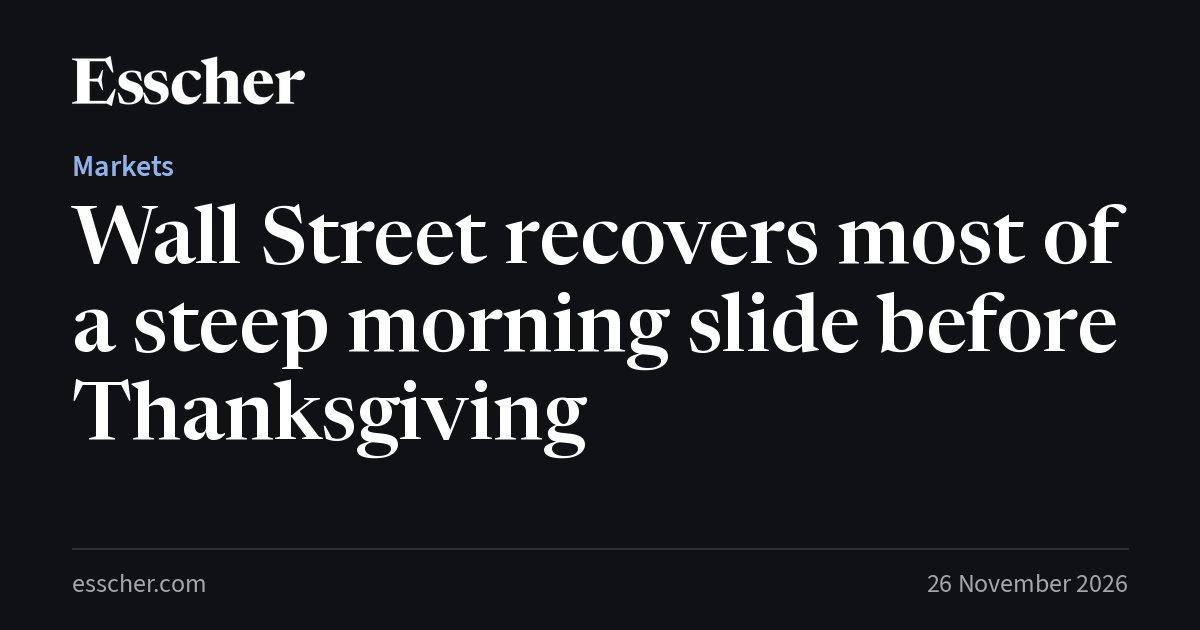 Esscher
Markets
Wall Street recovers most of
a steep morning slide before
Thanksgiving
esscher.com
26 November 2026